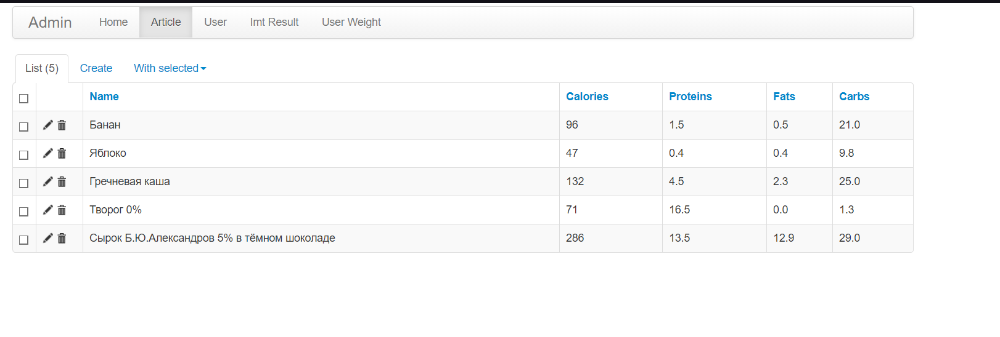 Admin Home Article User Imt Result User Weight
List (5) Create With selected
Name Calories Proteins Fats Carbs
Банан 96 1.5 0.5 21.0
Яблоко 47 0.4 0.4 9.8
Гречневая каша 132 4.5 2.3 25.0
Творог 0% 71 16.5 0.0 1.3
Сырок Б.Ю.Александров 5% в тёмном шоколаде 286 13.5 12.9 29.0